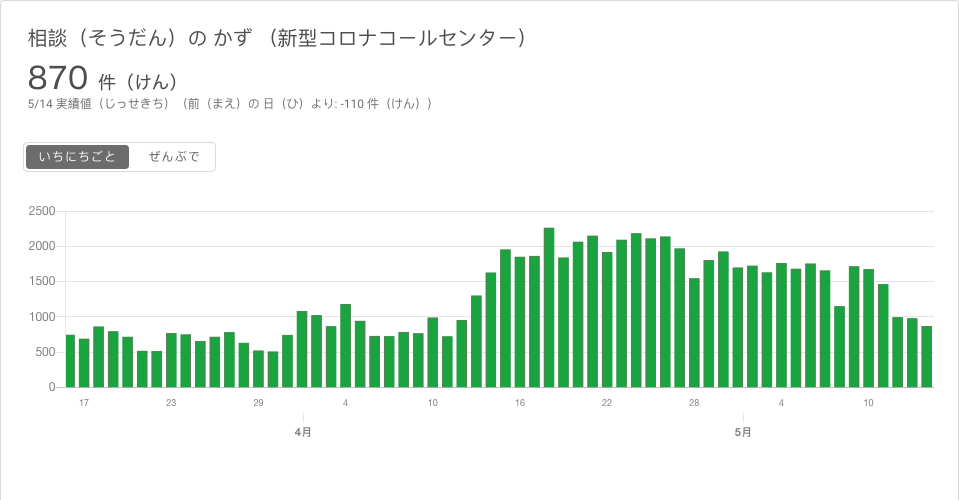 相談（そうだん）の かず （新型コロナコールセンター）
870 件（けん）
5/14 実績値（じっせきち）（前（まえ）の 日（ひ）より: -110 件（けん））
いちにちごと ぜんぶで
2500
2000
1500
1000
500
0
17 23 29 4 10 16 22 28 4 10
4月 5月